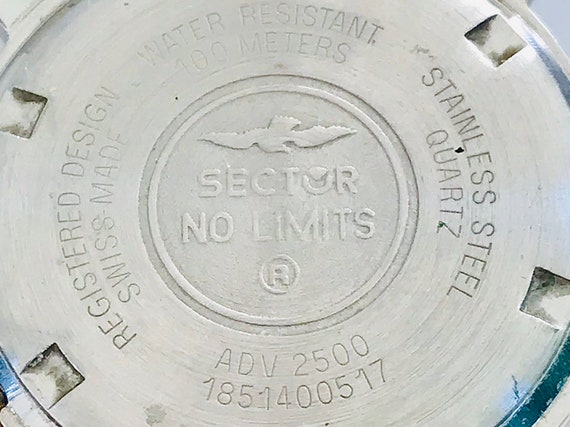 WATER RESISTANT
100 METERS
STAINLESS STEEL
QUARTZ
REGISTERED DESIGN
SWISS MADE
SECTOR
NO LIMITS
®
ADV 2500
1851400517